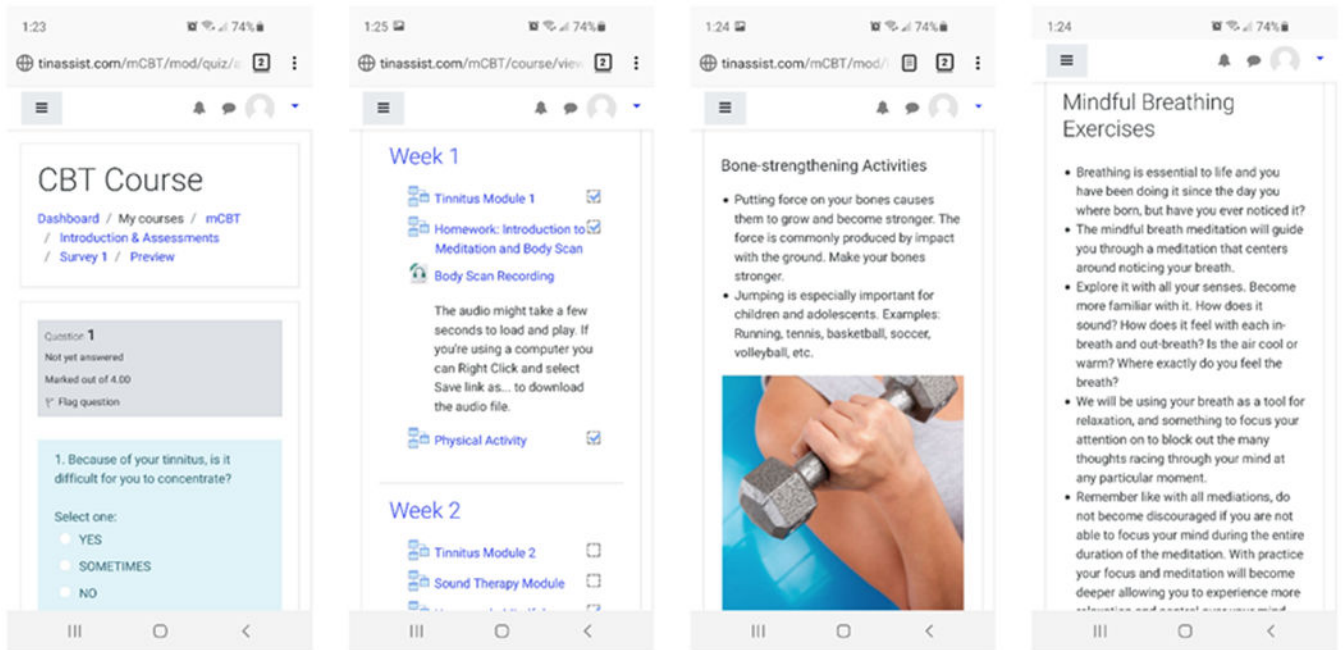 1:23
74%
tinassist.com/mCBT/mod/quiz/a
2
CBT Course
Dashboard / My courses / mCBT
/ Introduction & Assessments
/ Survey 1 / Preview
Question 1
Not yet answered
Marked out of 4.00
Flag question
1. Because of your tinnitus, is it
difficult for you to concentrate?
Select one:
YES
SOMETIMES
NO
1:25
74%
tinassist.com/mCBT/course/view
2
Week 1
Tinnitus Module 1
Homework: Introduction to
Meditation and Body Scan
Body Scan Recording
The audio might take a few
seconds to load and play. If
you're using a computer you
can Right Click and select
Save link as... to download
the audio file.
Physical Activity
Week 2
Tinnitus Module 2
Sound Therapy Module
1:24
74%
tinassist.com/mCBT/mod/
2
Bone-strengthening Activities
• Putting force on your bones causes
them to grow and become stronger. The
force is commonly produced by impact
with the ground. Make your bones
stronger.
• Jumping is especially important for
children and adolescents. Examples:
Running, tennis, basketball, soccer,
volleyball, etc.
1:24
74%
Mindful Breathing
Exercises
• Breathing is essential to life and you
have been doing it since the day you
where born, but have you ever noticed it?
• The mindful breath meditation will guide
you through a meditation that centers
around noticing your breath.
• Explore it with all your senses. Become
more familiar with it. How does it
sound? How does it feel with each in-
breath and out-breath? Is the air cool or
warm? Where exactly do you feel the
breath?
• We will be using your breath as a tool for
relaxation, and something to focus your
attention on to block out the many
thoughts racing through your mind at
any particular moment.
• Remember like with all mediations, do
not become discouraged if you are not
able to focus your mind during the entire
duration of the meditation. With practice
your focus and meditation will become
deeper allowing you to experience more